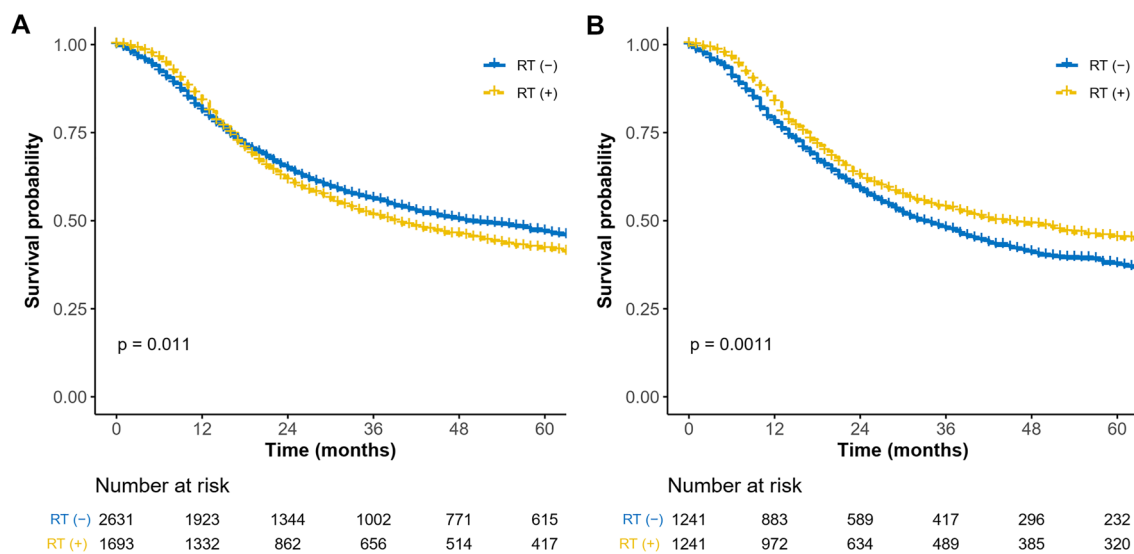 A
Survival probability
1.00
0.75
0.50
0.25
0.00
RT (−)
RT (+)
p = 0.011
0 12 24 36 48 60
Time (months)
Number at risk
RT (−) 2631 1923 1344 1002 771 615
RT (+) 1693 1332 862 656 514 417
B
Survival probability
1.00
0.75
0.50
0.25
0.00
RT (−)
RT (+)
p = 0.0011
0 12 24 36 48 60
Time (months)
Number at risk
RT (−) 1241 883 589 417 296 232
RT (+) 1241 972 634 489 385 320